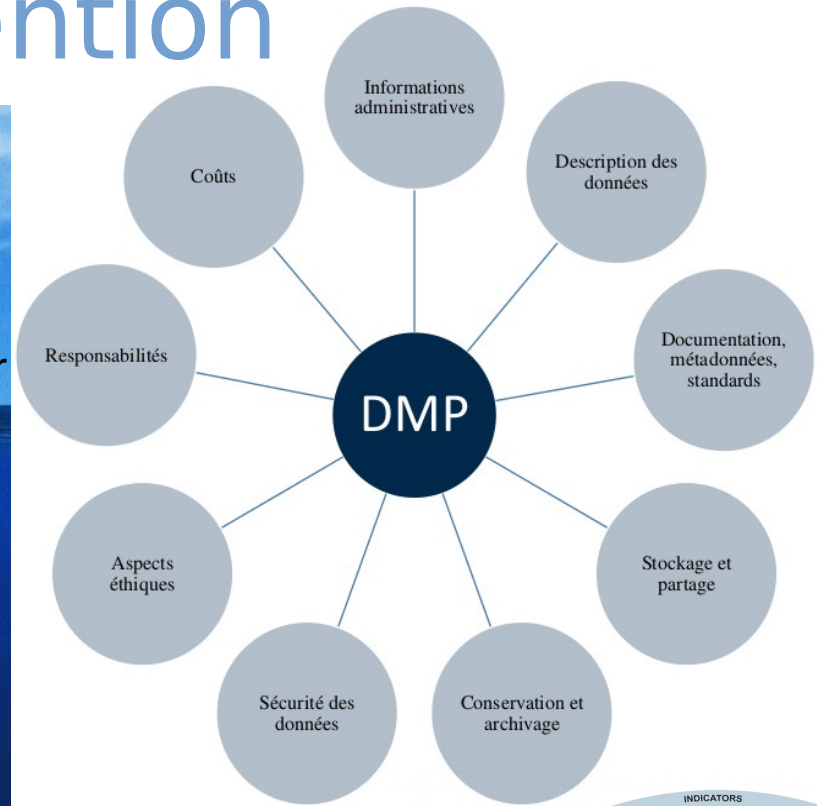 ention
Informations
administratives
Description des
données
Documentation,
métadonnées,
standards
Stockage et
partage
Conservation et
archivage
Sécurité des
données
Aspects
éthiques
Responsabilités
Coûts
DMP
r
INDICATORS